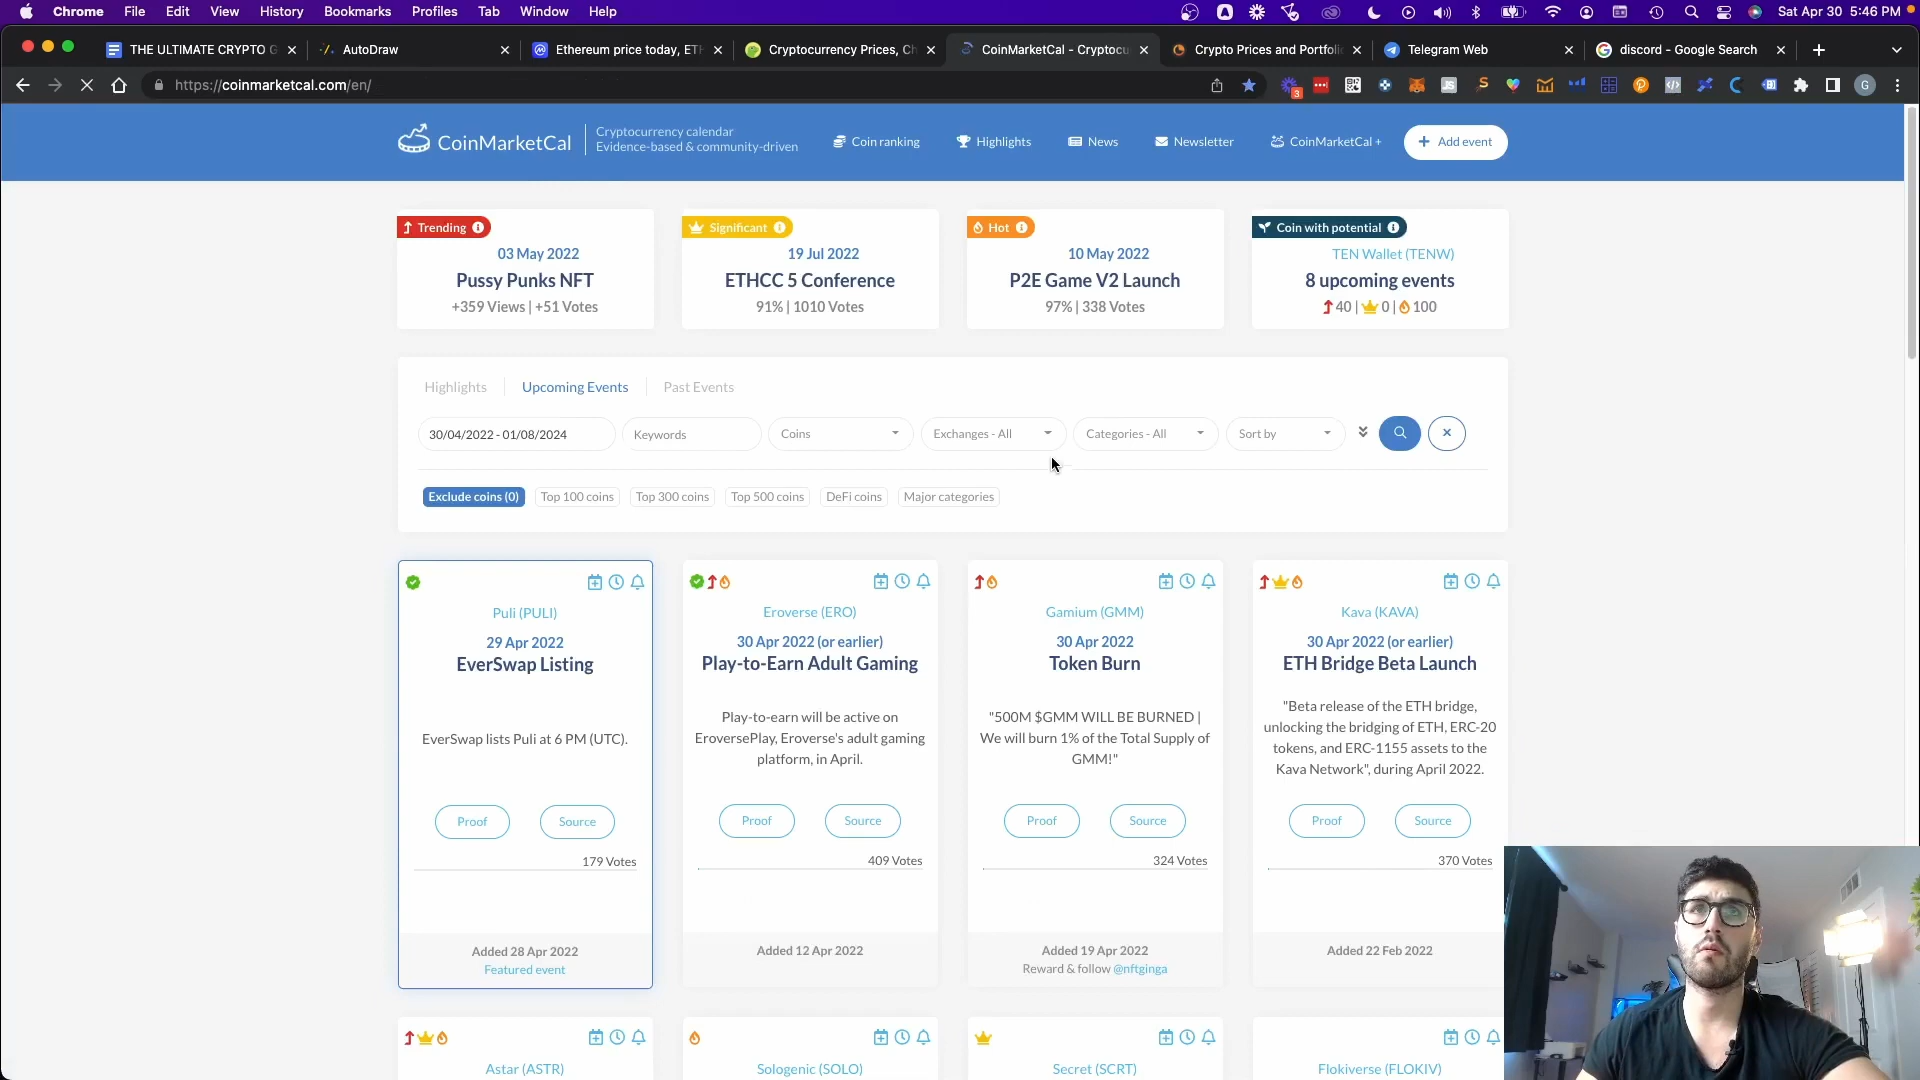 Chrome File Edit View History Bookmarks Profiles Tab Window Help Sat Apr 30 5:46 PM
THE ULTIMATE CRYPTO G AutoDraw Ethereum price today, ETH Cryptocurrency Prices, Ch CoinMarketCal - Cryptocu Crypto Prices and Portfolio Telegram Web discord - Google Search
https://coinmarketcal.com/en/ 3 G
CoinMarketCal Cryptocurrency calendar Coin ranking Highlights News Newsletter CoinMarketCal + Add event
Evidence-based & community-driven
Trending Significant Hot Coin with potential
03 May 2022 19 Jul 2022 10 May 2022 TEN Wallet (TENW)
Pussy Punks NFT ETHCC 5 Conference P2E Game V2 Launch 8 upcoming events
+359 Views | +51 Votes 91% | 1010 Votes 97% | 338 Votes 40 | 0 | 100
Highlights Upcoming Events Past Events
30/04/2022 - 01/08/2024 Keywords Coins Exchanges - All Categories - All Sort by
Exclude coins (0) Top 100 coins Top 300 coins Top 500 coins DeFi coins Major categories
Puli (PULI)
29 Apr 2022
EverSwap Listing
EverSwap lists Puli at 6 PM (UTC).
Proof Source
179 Votes
Added 28 Apr 2022
Featured event
Eroverse (ERO)
30 Apr 2022 (or earlier)
Play-to-Earn Adult Gaming
Play-to-earn will be active on
EroversePlay, Eroverse's adult gaming
platform, in April.
Proof Source
409 Votes
Added 12 Apr 2022
Gamium (GMM)
30 Apr 2022
Token Burn
"500M $GMM WILL BE BURNED |
We will burn 1% of the Total Supply of
GMM!"
Proof Source
324 Votes
Added 19 Apr 2022
Reward & follow @nftginga
Kava (KAVA)
30 Apr 2022 (or earlier)
ETH Bridge Beta Launch
"Beta release of the ETH bridge,
unlocking the bridging of ETH, ERC-20
tokens, and ERC-1155 assets to the
Kava Network", during April 2022.
Proof Source
370 Votes
Added 22 Feb 2022
Astar (ASTR) Sologenic (SOLO) Secret (SCRT) Flokiverse (FLOKIV)